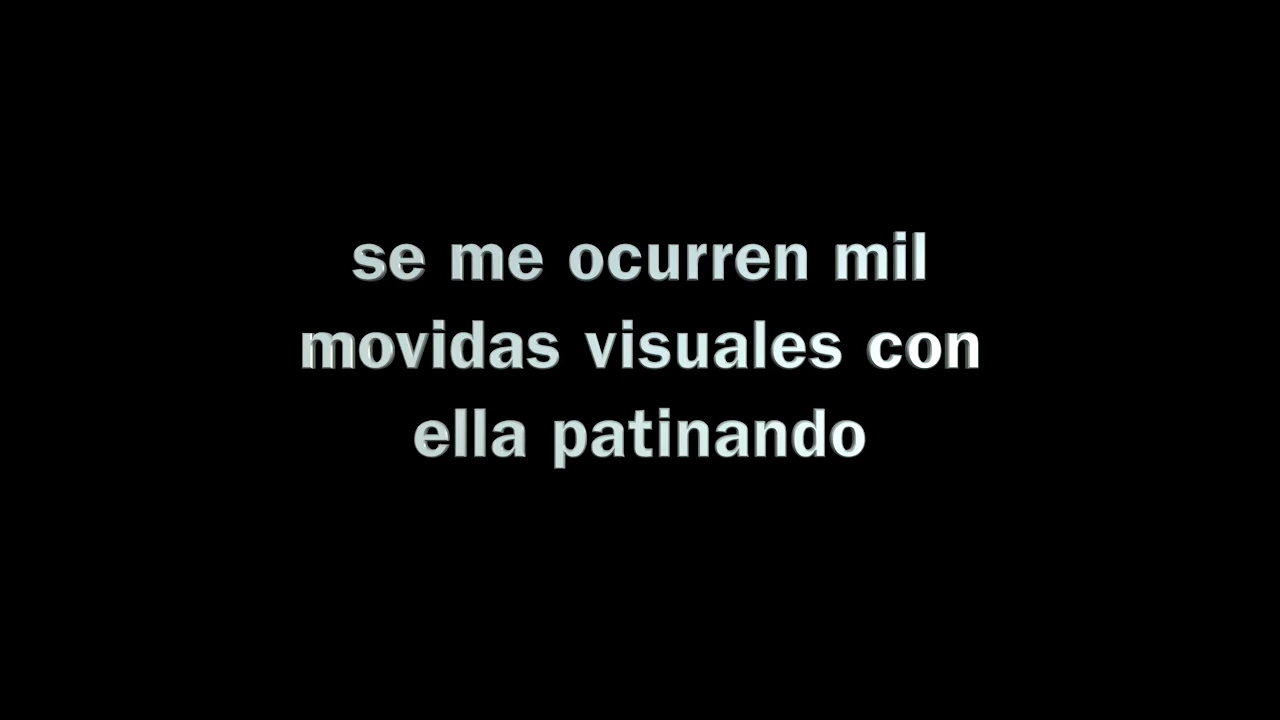 se me ocurren mil
movidas visuales con
ella patinando